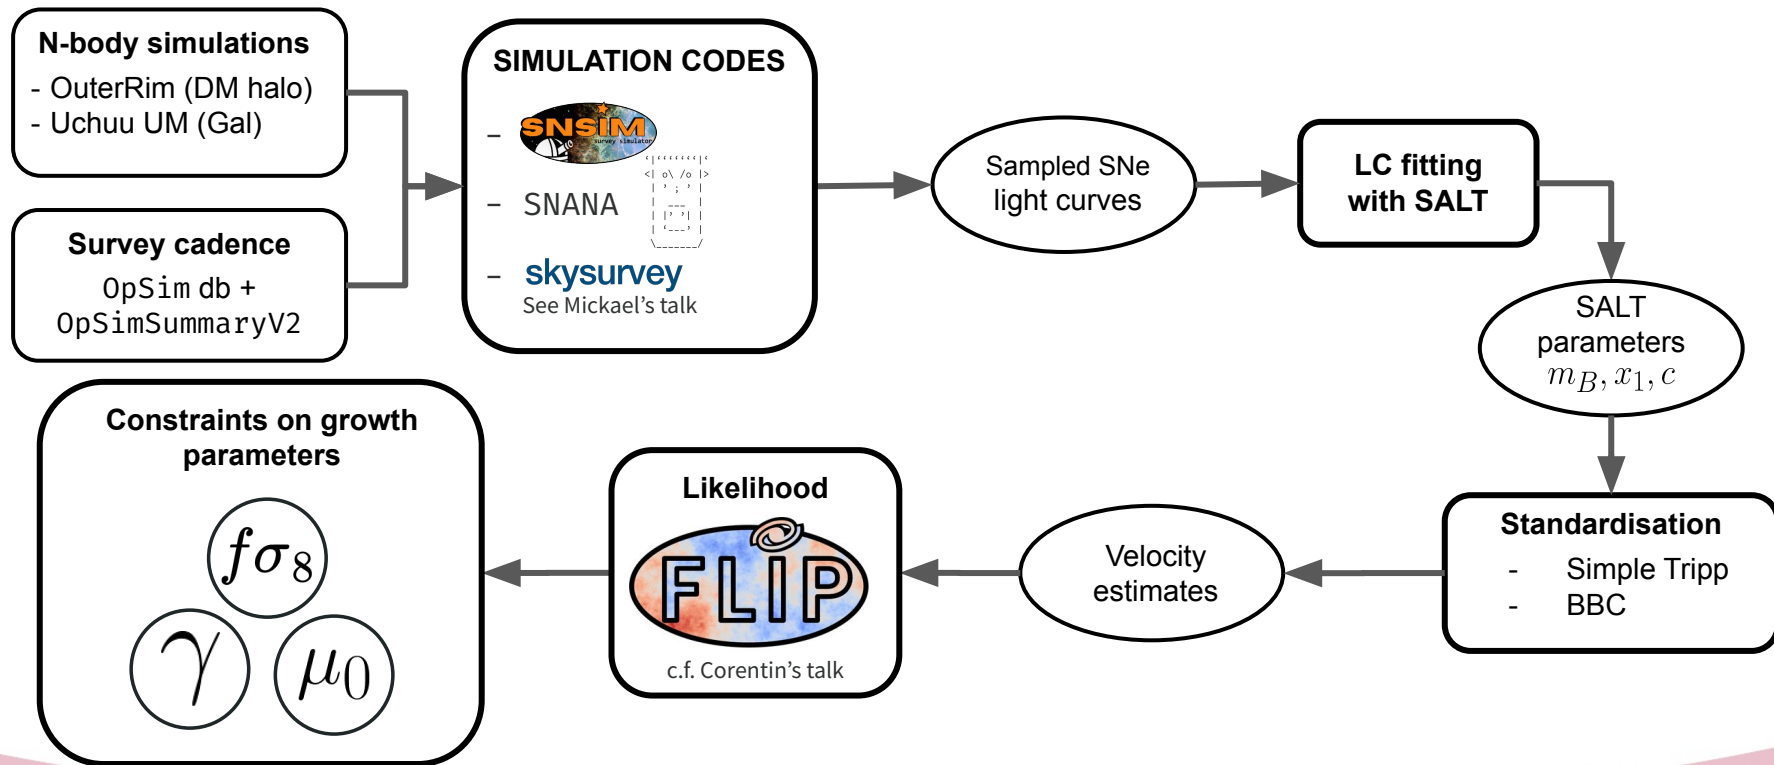 N-body simulations
- OuterRim (DM halo)
- Uchuu UM (Gal)
Survey cadence
OpSim db +
OpSimSummaryV2
SIMULATION CODES
- SNSIM
survey simulator
- SNANA
- skysurvey
See Mickael's talk
Sampled SNe
light curves
LC fitting
with SALT
SALT
parameters
m_B, x_1, c
Standardisation
- Simple Tripp
- BBC
Velocity
estimates
Likelihood
FLIP
c.f. Corentin's talk
Constraints on growth
parameters
fσ_8
γ
μ_0